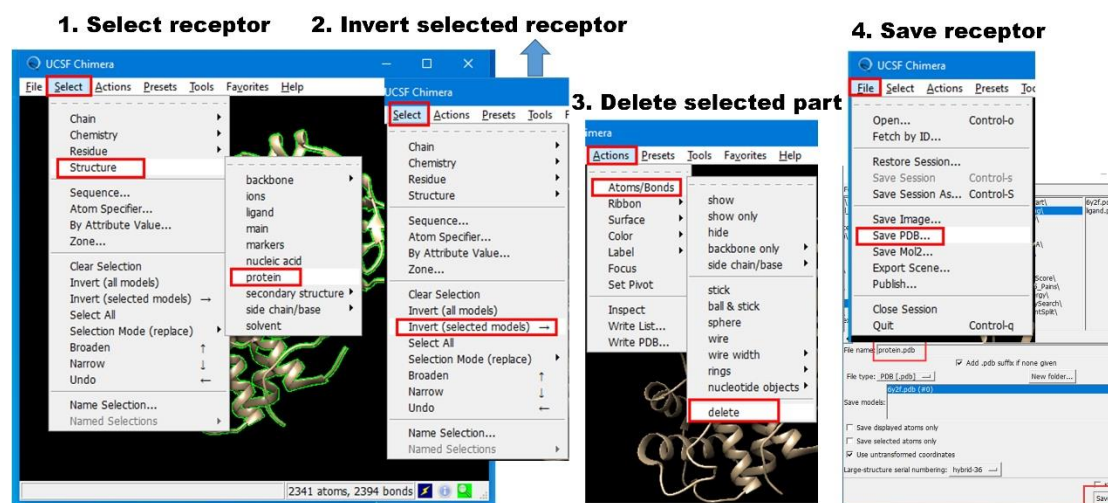 1. Select receptor
2. Invert selected receptor
3. Delete selected part
4. Save receptor
UCSF Chimera
File Select Actions Presets Tools Favorites Help
Chain
Chemistry
Residue
Structure
Sequence...
Atom Specifier...
By Attribute Value...
Zone...
Clear Selection
Invert (all models)
Invert (selected models) →
Select All
Selection Mode (replace)
Broaden ↑
Narrow ↓
Undo ←
Name Selection...
Named Selections
backbone
ions
ligand
main
markers
nucleic acid
protein
secondary structure
side chain/base
solvent
2341 atoms, 2394 bonds
UCSF Chimera
Select Actions Presets Tools F
Chain
Chemistry
Residue
Structure
Sequence...
Atom Specifier...
By Attribute Value...
Zone...
Clear Selection
Invert (all models)
Invert (selected models) →
Select All
Selection Mode (replace)
Broaden ↑
Narrow ↓
Undo ←
Name Selection...
Named Selections
imera
Actions Presets Tools Favorites Help
Atoms/Bonds
Ribbon
Surface
Color
Label
Focus
Set Pivot
Inspect
Write List...
Write PDB...
show
show only
hide
backbone only
side chain/base
stick
ball & stick
sphere
wire
wire width
rings
nucleotide objects
delete
UCSF Chimera
File Select Actions Presets Too
Open... Control-o
Fetch by ID...
Restore Session...
Save Session Control-s
Save Session As... Control-S
Save Image...
Save PDB...
Save Mol2...
Export Scene...
Publish...
Close Session
Quit Control-q
File name: protein.pdb
Add .pdb suffix if none given
File type: PDB [.pdb]
New folder...
6y2f.pdb (#0)
Save models:
Save displayed atoms only
Save selected atoms only
Use untransformed coordinates
Large-structure serial numbering: hybrid-36
Sav